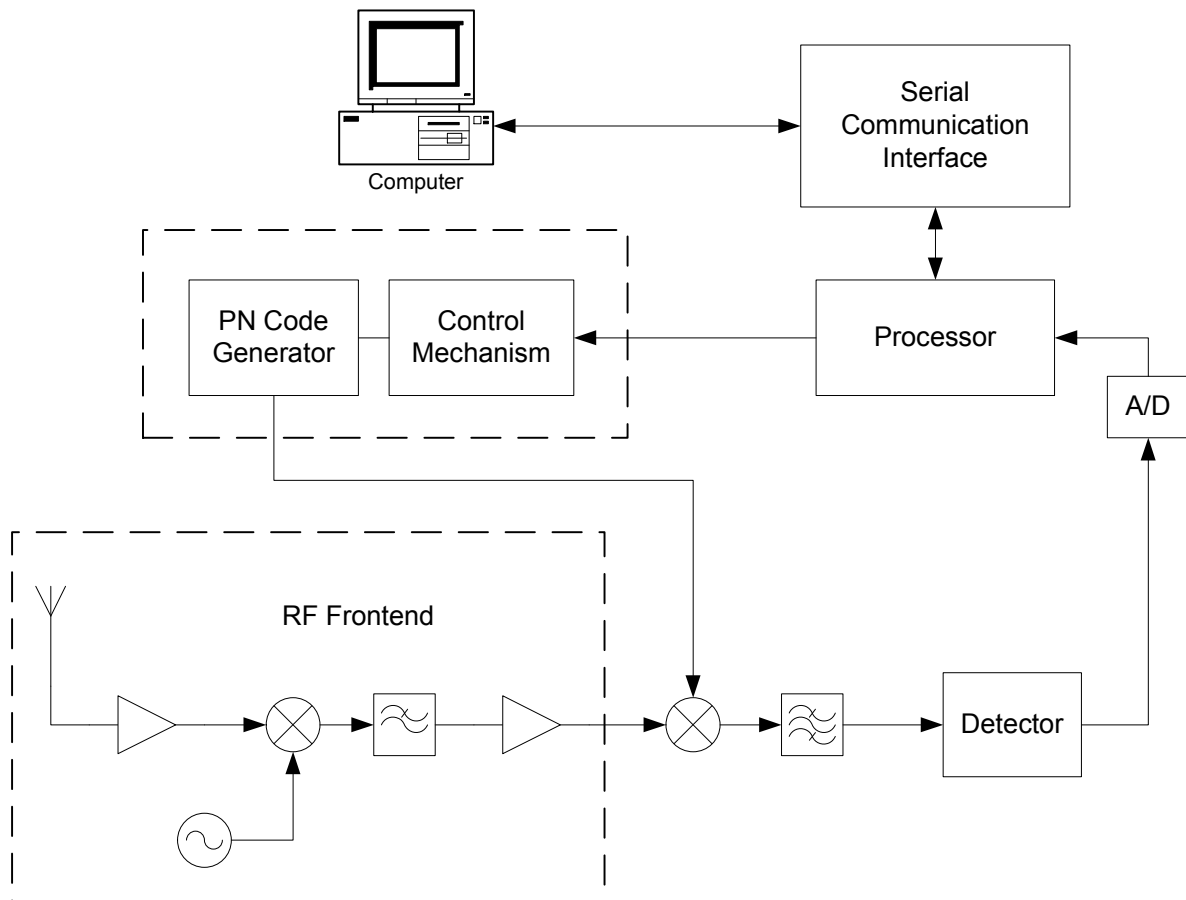 Serial
Communication
Interface
Computer
PN Code
Generator
Control
Mechanism
Processor
A/D
RF Frontend
Detector